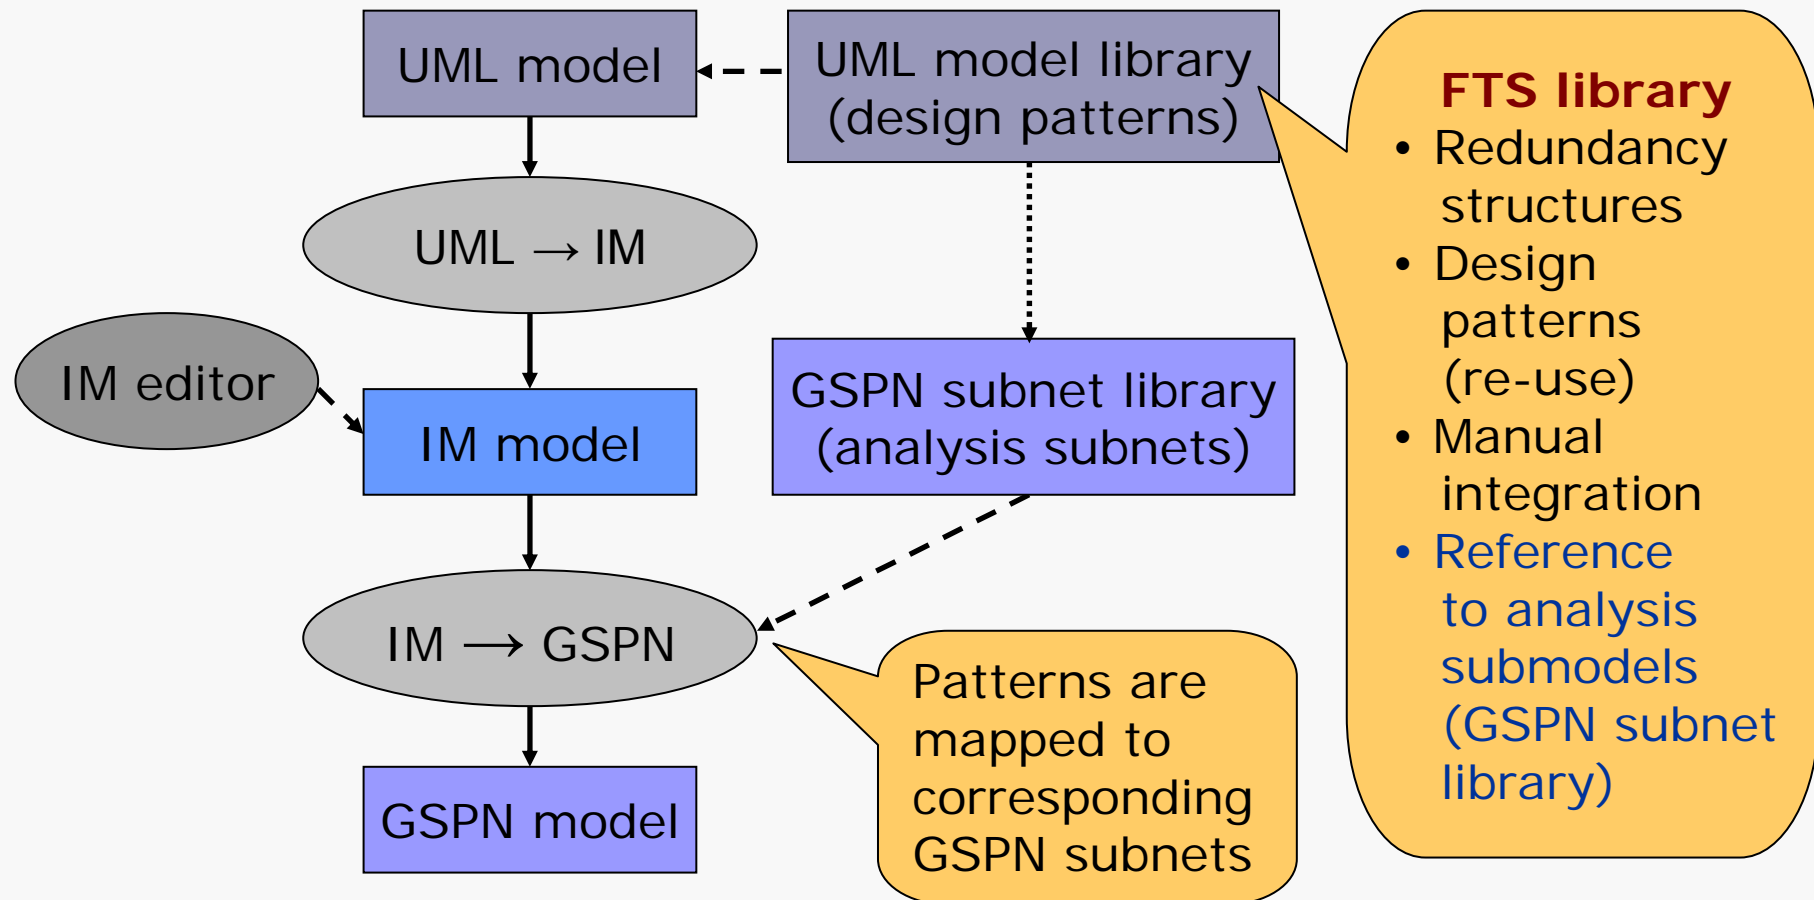 UML model
UML model library
(design patterns)
UML → IM
IM editor
IM model
GSPN subnet library
(analysis subnets)
IM → GSPN
GSPN model
Patterns are
mapped to
corresponding
GSPN subnets
FTS library
• Redundancy
structures
• Design
patterns
(re-use)
• Manual
integration
• Reference
to analysis
submodels
(GSPN subnet
library)